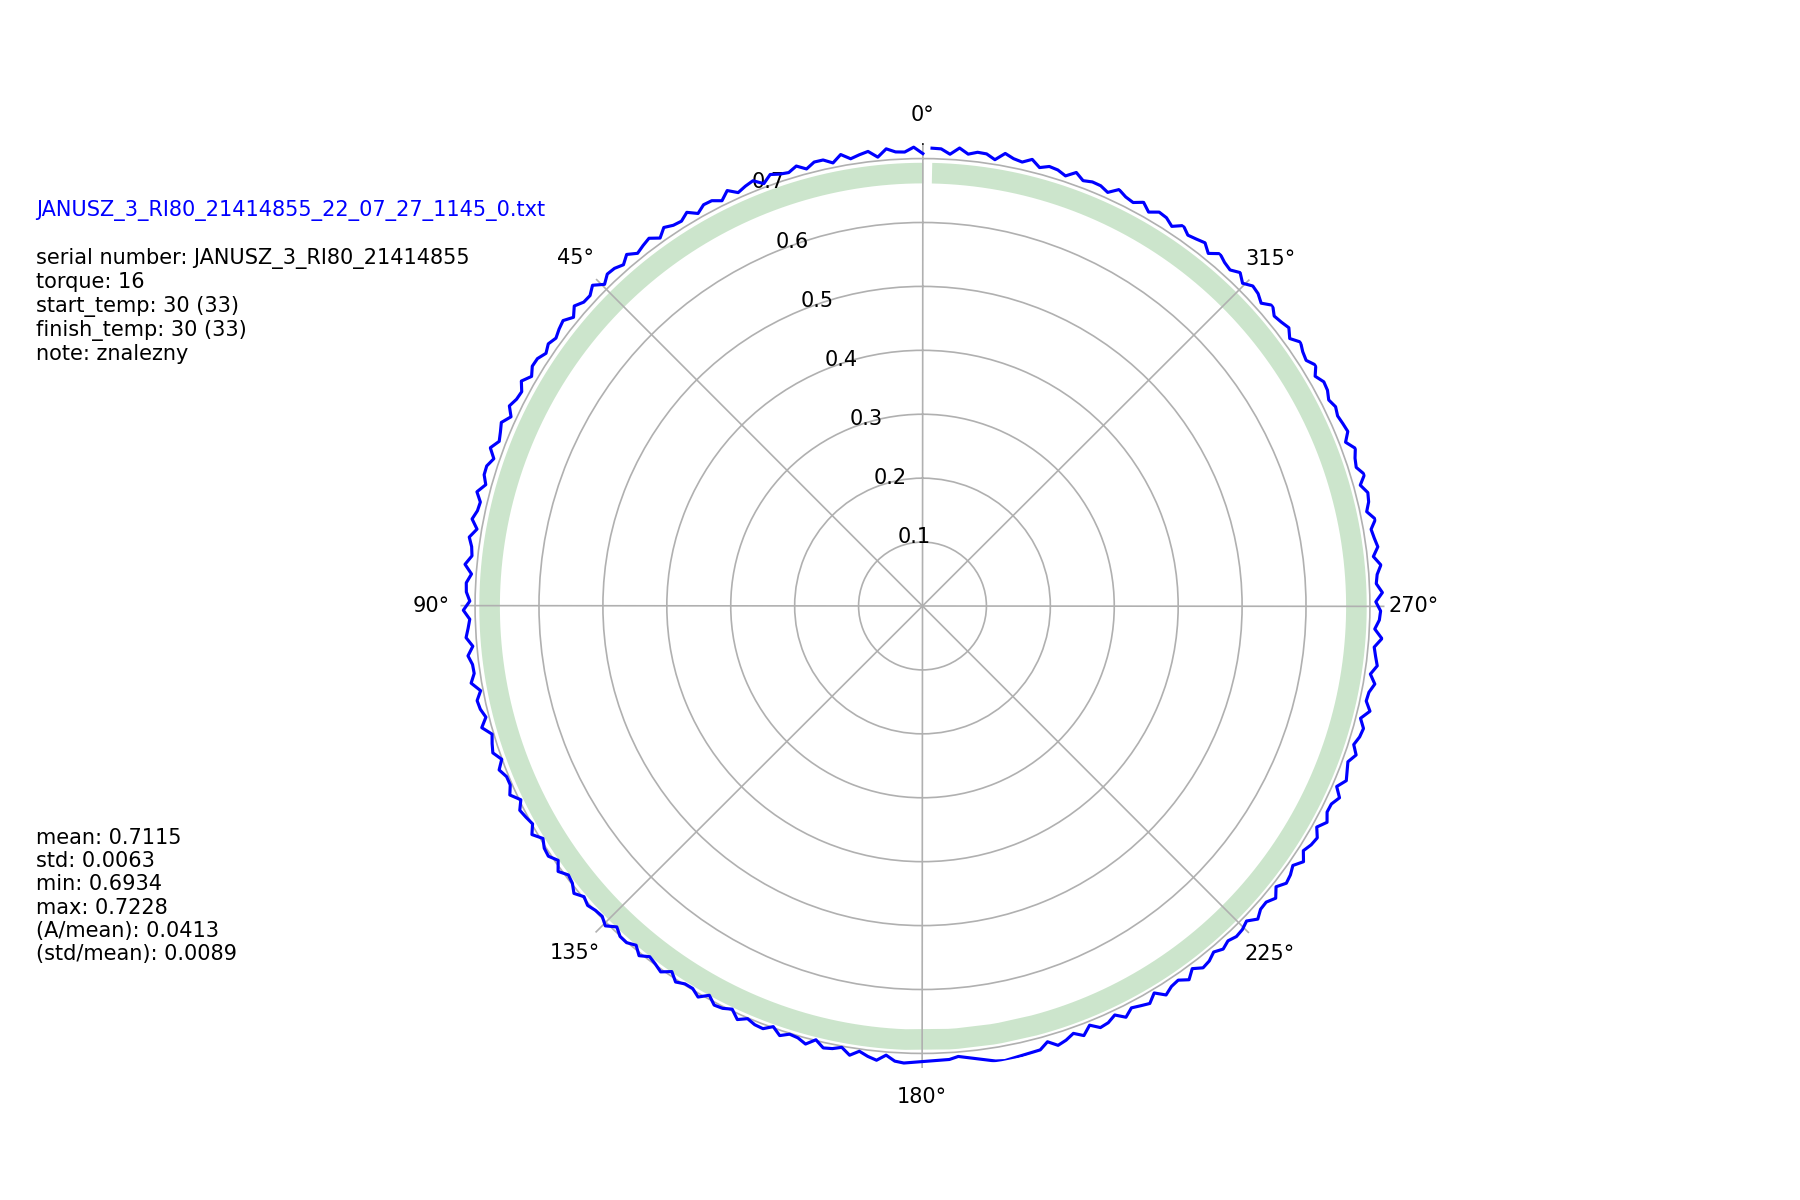 0°
JANUSZ_3_RI80_21414855_22_07_27_1145_0.txt
serial number: JANUSZ_3_RI80_21414855
torque: 16
start_temp: 30 (33)
finish_temp: 30 (33)
note: znalezny
45°
315°
0.7
0.6
0.5
0.4
0.3
0.2
0.1
90°
270°
mean: 0.7115
std: 0.0063
min: 0.6934
max: 0.7228
(A/mean): 0.0413
(std/mean): 0.0089
135°
225°
180°